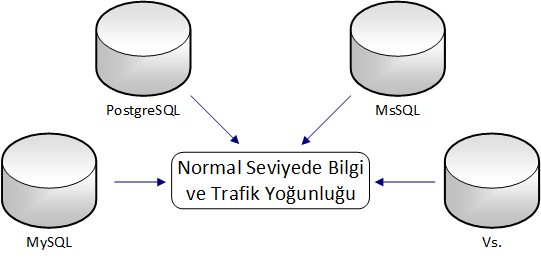 PostgreSQL
MsSQL
Normal Seviyede Bilgi
ve Trafik Yoğunluğu
MySQL
Vs.